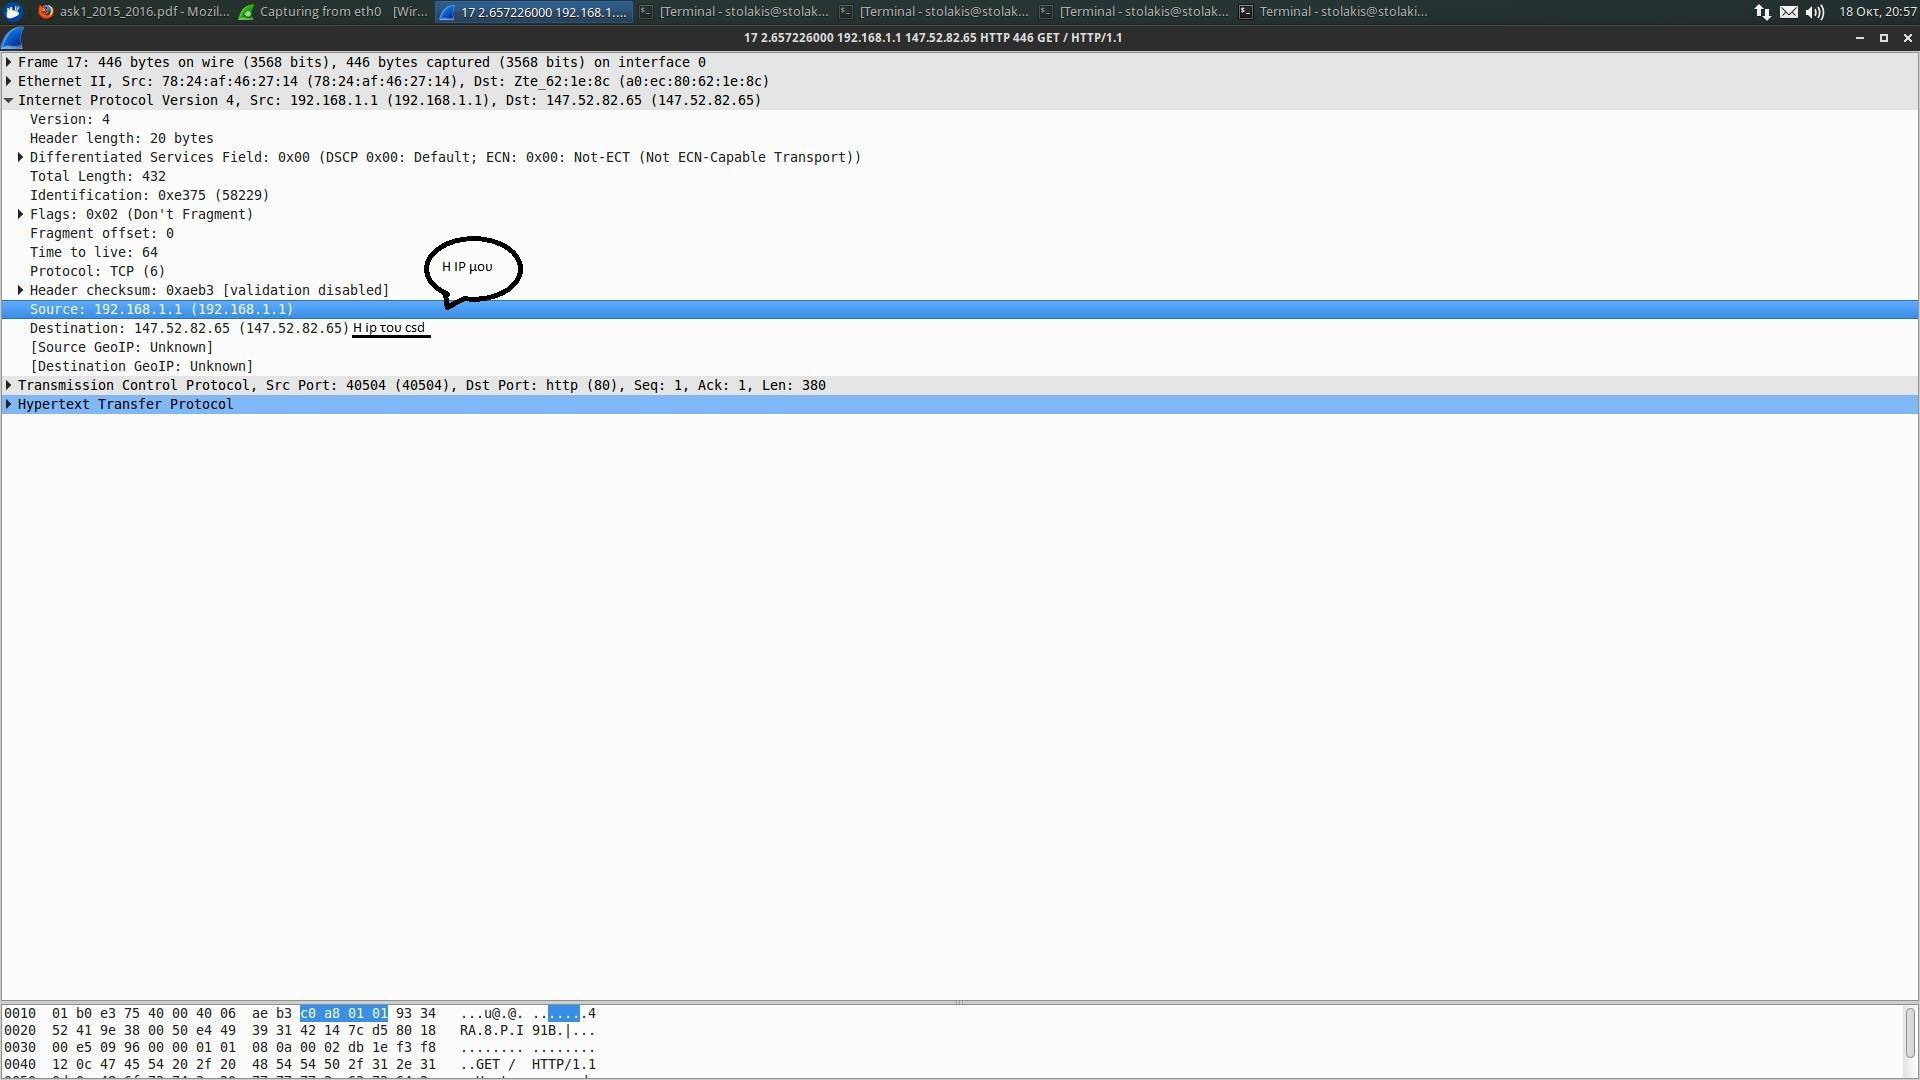 ask1_2015_2016.pdf - Mozil... Capturing from eth0 [Wir... 17 2.657226000 192.168.1.... [Terminal - stolakis@stolak... [Terminal - stolakis@stolak... [Terminal - stolakis@stolak... Terminal - stolakis@stolaki... 18 Οκτ, 20:57
17 2.657226000 192.168.1.1 147.52.82.65 HTTP 446 GET / HTTP/1.1
Frame 17: 446 bytes on wire (3568 bits), 446 bytes captured (3568 bits) on interface 0
Ethernet II, Src: 78:24:af:46:27:14 (78:24:af:46:27:14), Dst: Zte_62:1e:8c (a0:ec:80:62:1e:8c)
Internet Protocol Version 4, Src: 192.168.1.1 (192.168.1.1), Dst: 147.52.82.65 (147.52.82.65)
Version: 4
Header length: 20 bytes
Differentiated Services Field: 0x00 (DSCP 0x00: Default; ECN: 0x00: Not-ECT (Not ECN-Capable Transport))
Total Length: 432
Identification: 0xe375 (58229)
Flags: 0x02 (Don't Fragment)
Fragment offset: 0
Time to live: 64
Η IP μου
Protocol: TCP (6)
Header checksum: 0xaeb3 [validation disabled]
Source: 192.168.1.1 (192.168.1.1)
Destination: 147.52.82.65 (147.52.82.65) Η ip του csd
[Source GeoIP: Unknown]
[Destination GeoIP: Unknown]
Transmission Control Protocol, Src Port: 40504 (40504), Dst Port: http (80), Seq: 1, Ack: 1, Len: 380
Hypertext Transfer Protocol
0010 01 b0 e3 75 40 00 40 06 ae b3 c0 a8 01 01 93 34 ...u@.@. .......4
0020 52 41 9e 38 00 50 e4 49 39 31 42 14 7c d5 80 18 RA.8.P.I 91B.|...
0030 00 e5 09 96 00 00 01 01 08 0a 00 02 db 1e f3 f8 ........ ........
0040 12 0c 47 45 54 20 2f 20 48 54 54 50 2f 31 2e 31 ..GET / HTTP/1.1